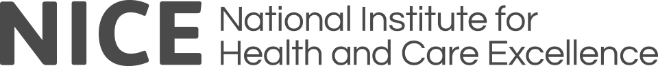 NICE National Institute for
Health and Care Excellence